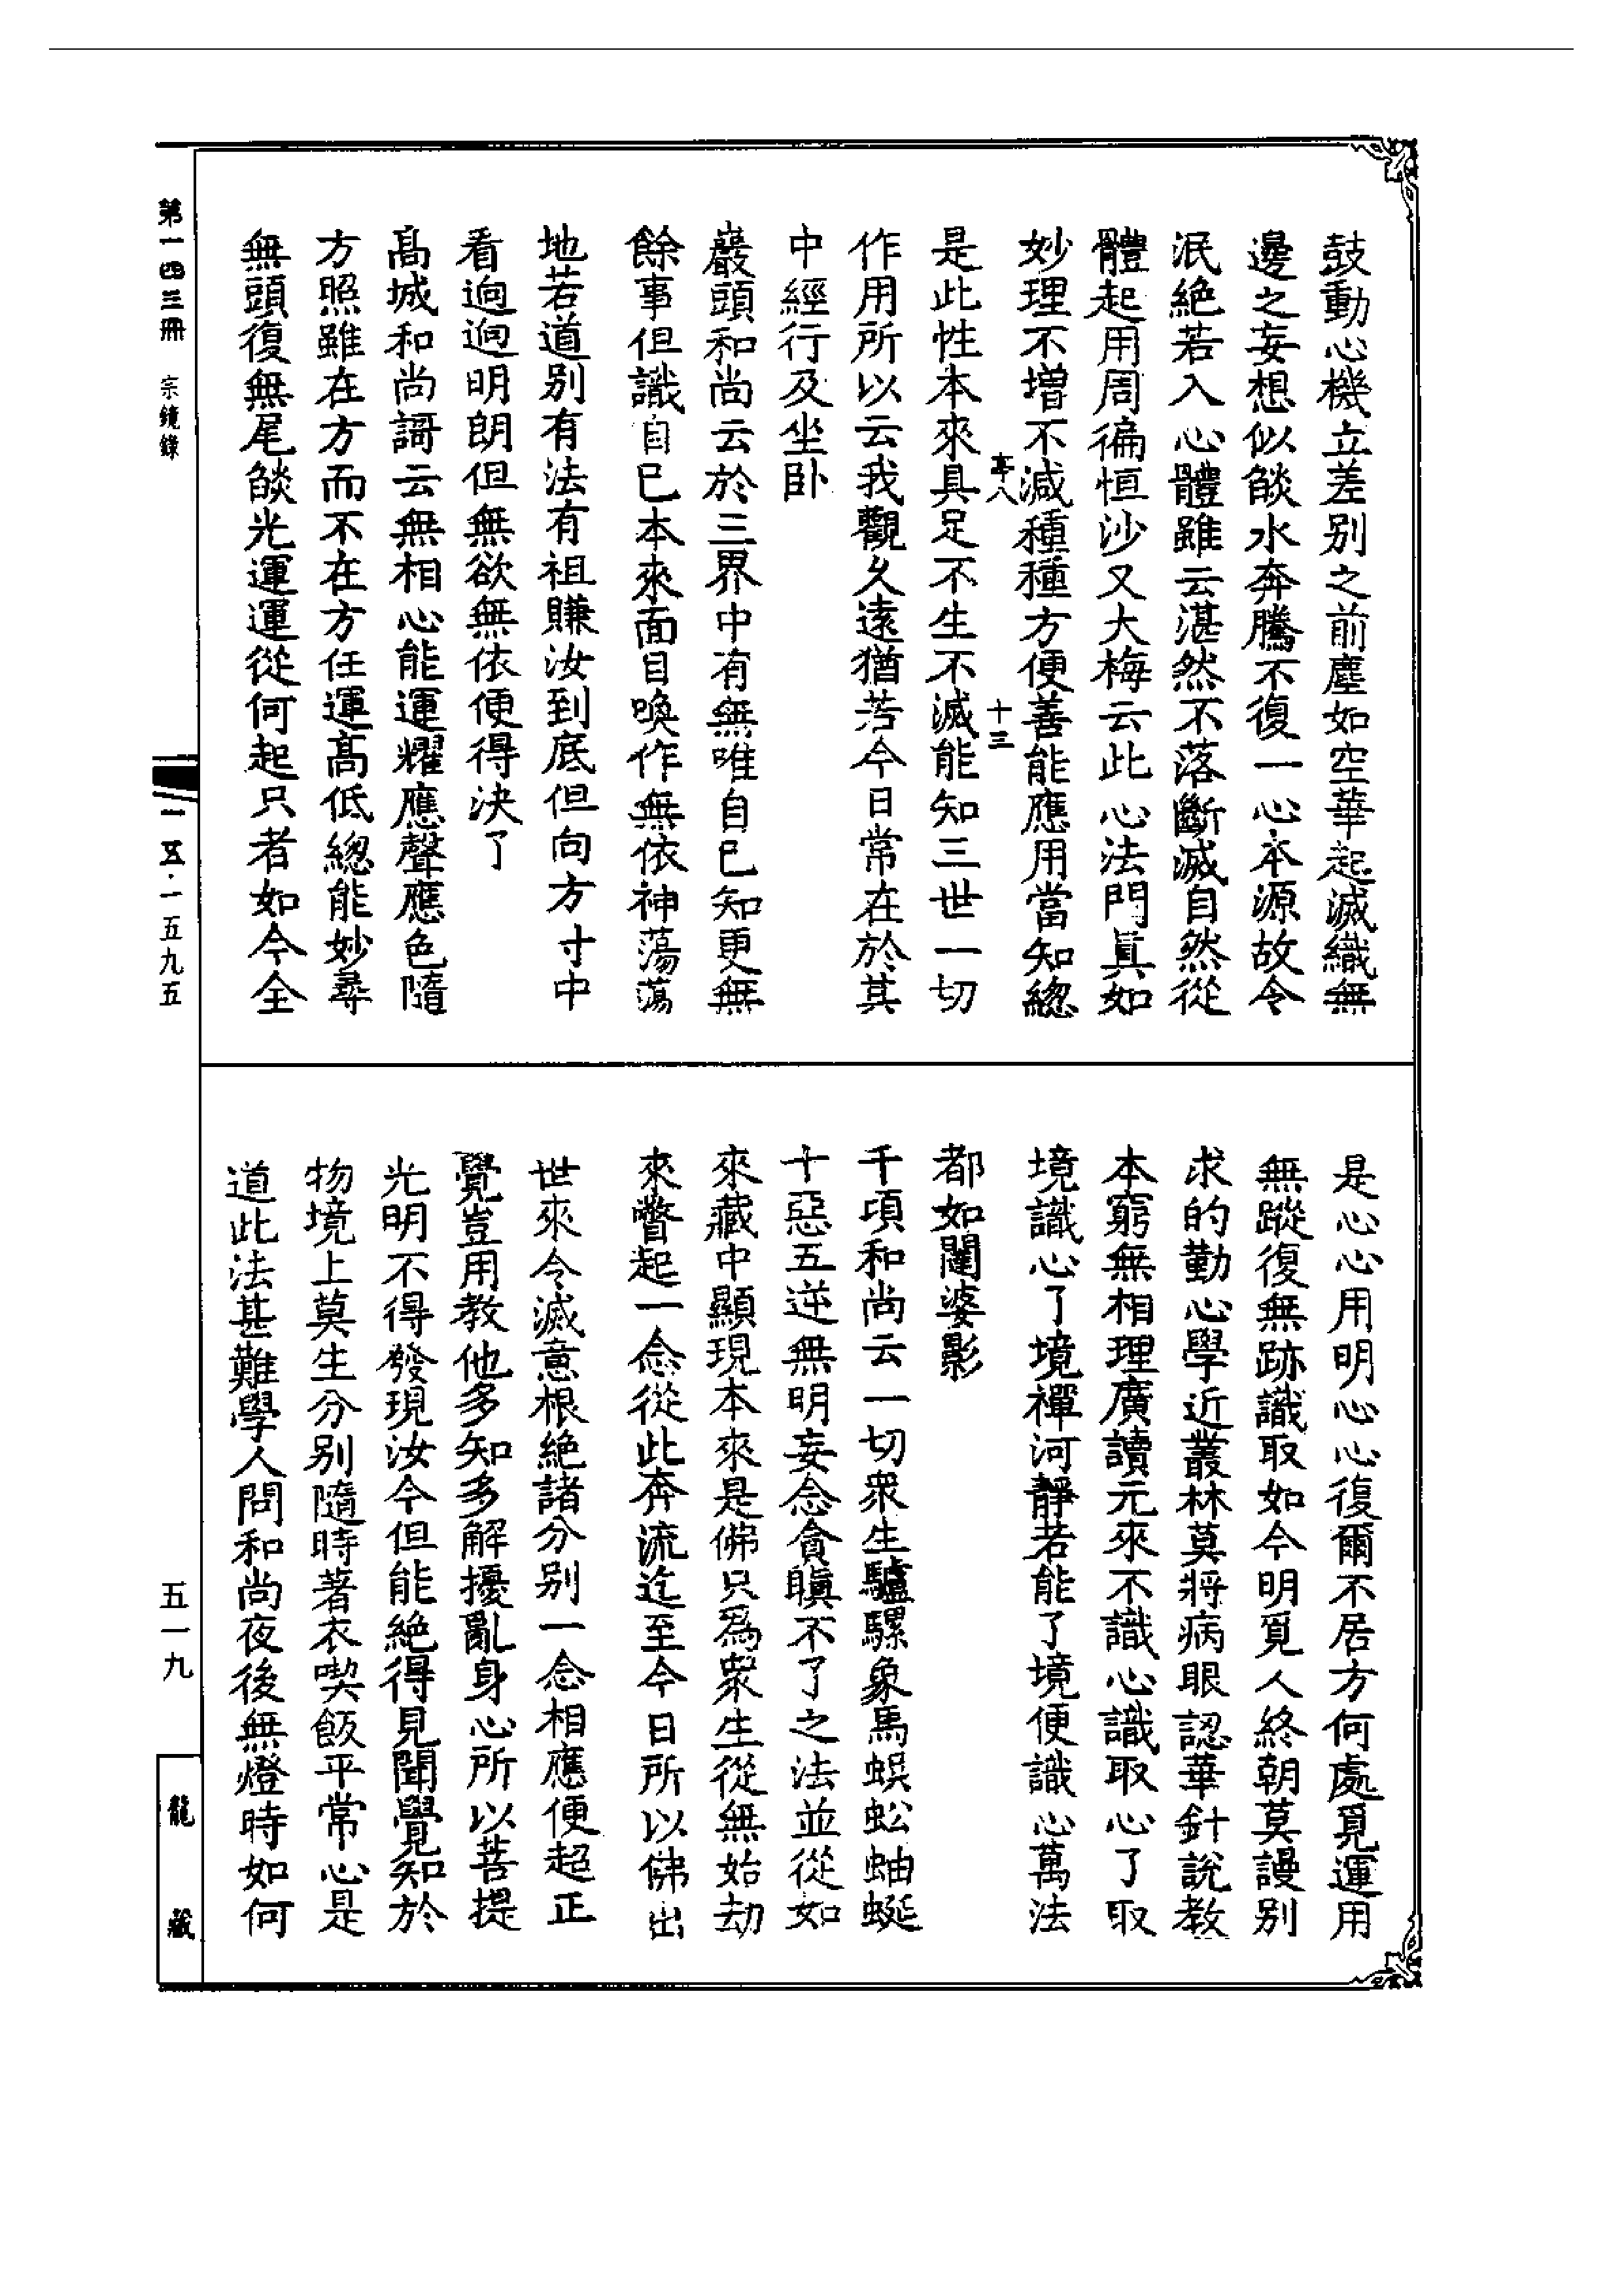 鼓動心機立差別之前塵如空華起滅織無
邊之妄想似燄水奔騰不復一心本源故令
泯絶若入心體雖云湛然不落斷滅自然從
體起用周徧恒沙又大梅云此心法門眞如
妙理不增不減種種方便善能應用當知總
是此性本來具足不生不滅能知三世一切
作用所以云我觀久遠猶若今日常在於其
中經行及坐臥
巖頭和尚云於三界中有無唯自已知更無
餘事但識自已本來面目喚作無依神蕩蕩
地若道別有法有祖賺汝到底但向方寸中
看迥迥明朗但無欲無依便得決了
高城和尚謌云無相心能運耀應聲應色隨
方照雖在方而不在方任運高低總能妙尋
無頭復無尾燄光運運從何起只者如今全
是心心用明心心復爾不居方何處覓運用
無蹤復無跡識取如今明覓人終朝莫謾別
求的勤心學近叢林莫將病眼認華針說教
本窮無相理廣讀元來不識心識取心了取
境識心了境禪河靜若能了境便識心萬法
都如闥婆影
千頃和尚云一切衆生驢騾象馬蜈蚣蚰蜒
十惡五逆無明妄念貪瞋不了之法並從如
來藏中顯現本來是佛只爲衆生從無始劫
來瞥起一念從此奔流迄至今日所以佛出
世來令滅意根絶諸分別一念相應便超正
覺豈用教他多知多解擾亂身心所以菩提
光明不得發現汝今但能絶得見聞覺知於
物境上莫生分別隨時著衣喫飯平常心是
道此法甚難學人問和尚夜後無燈時如何
亭八
十三
第一四三冊 宗鏡錄
一五·一五九五
五一九
龍藏